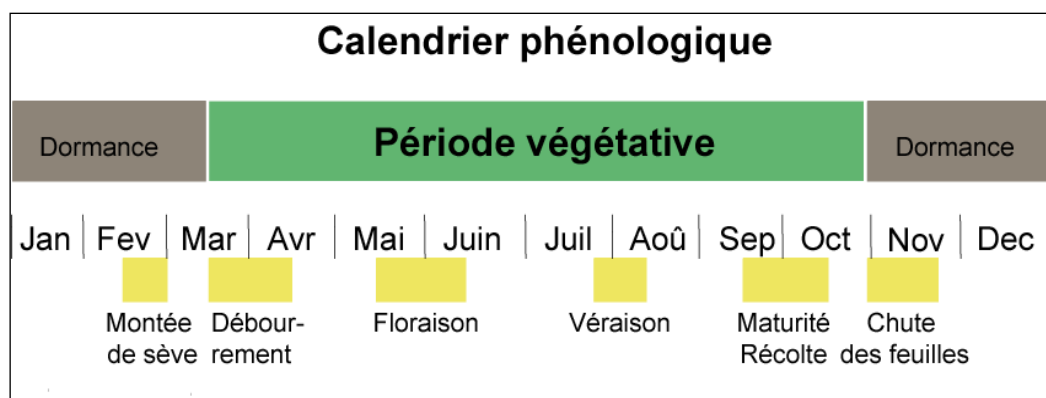 Calendrier phénologique
Dormance Période végétative Dormance
Jan Fev Mar Avr Mai Juin Juil Aoû Sep Oct Nov Dec
Montée Débour- Floraison Véraison Maturité Chute
de sève rement Récolte des feuilles